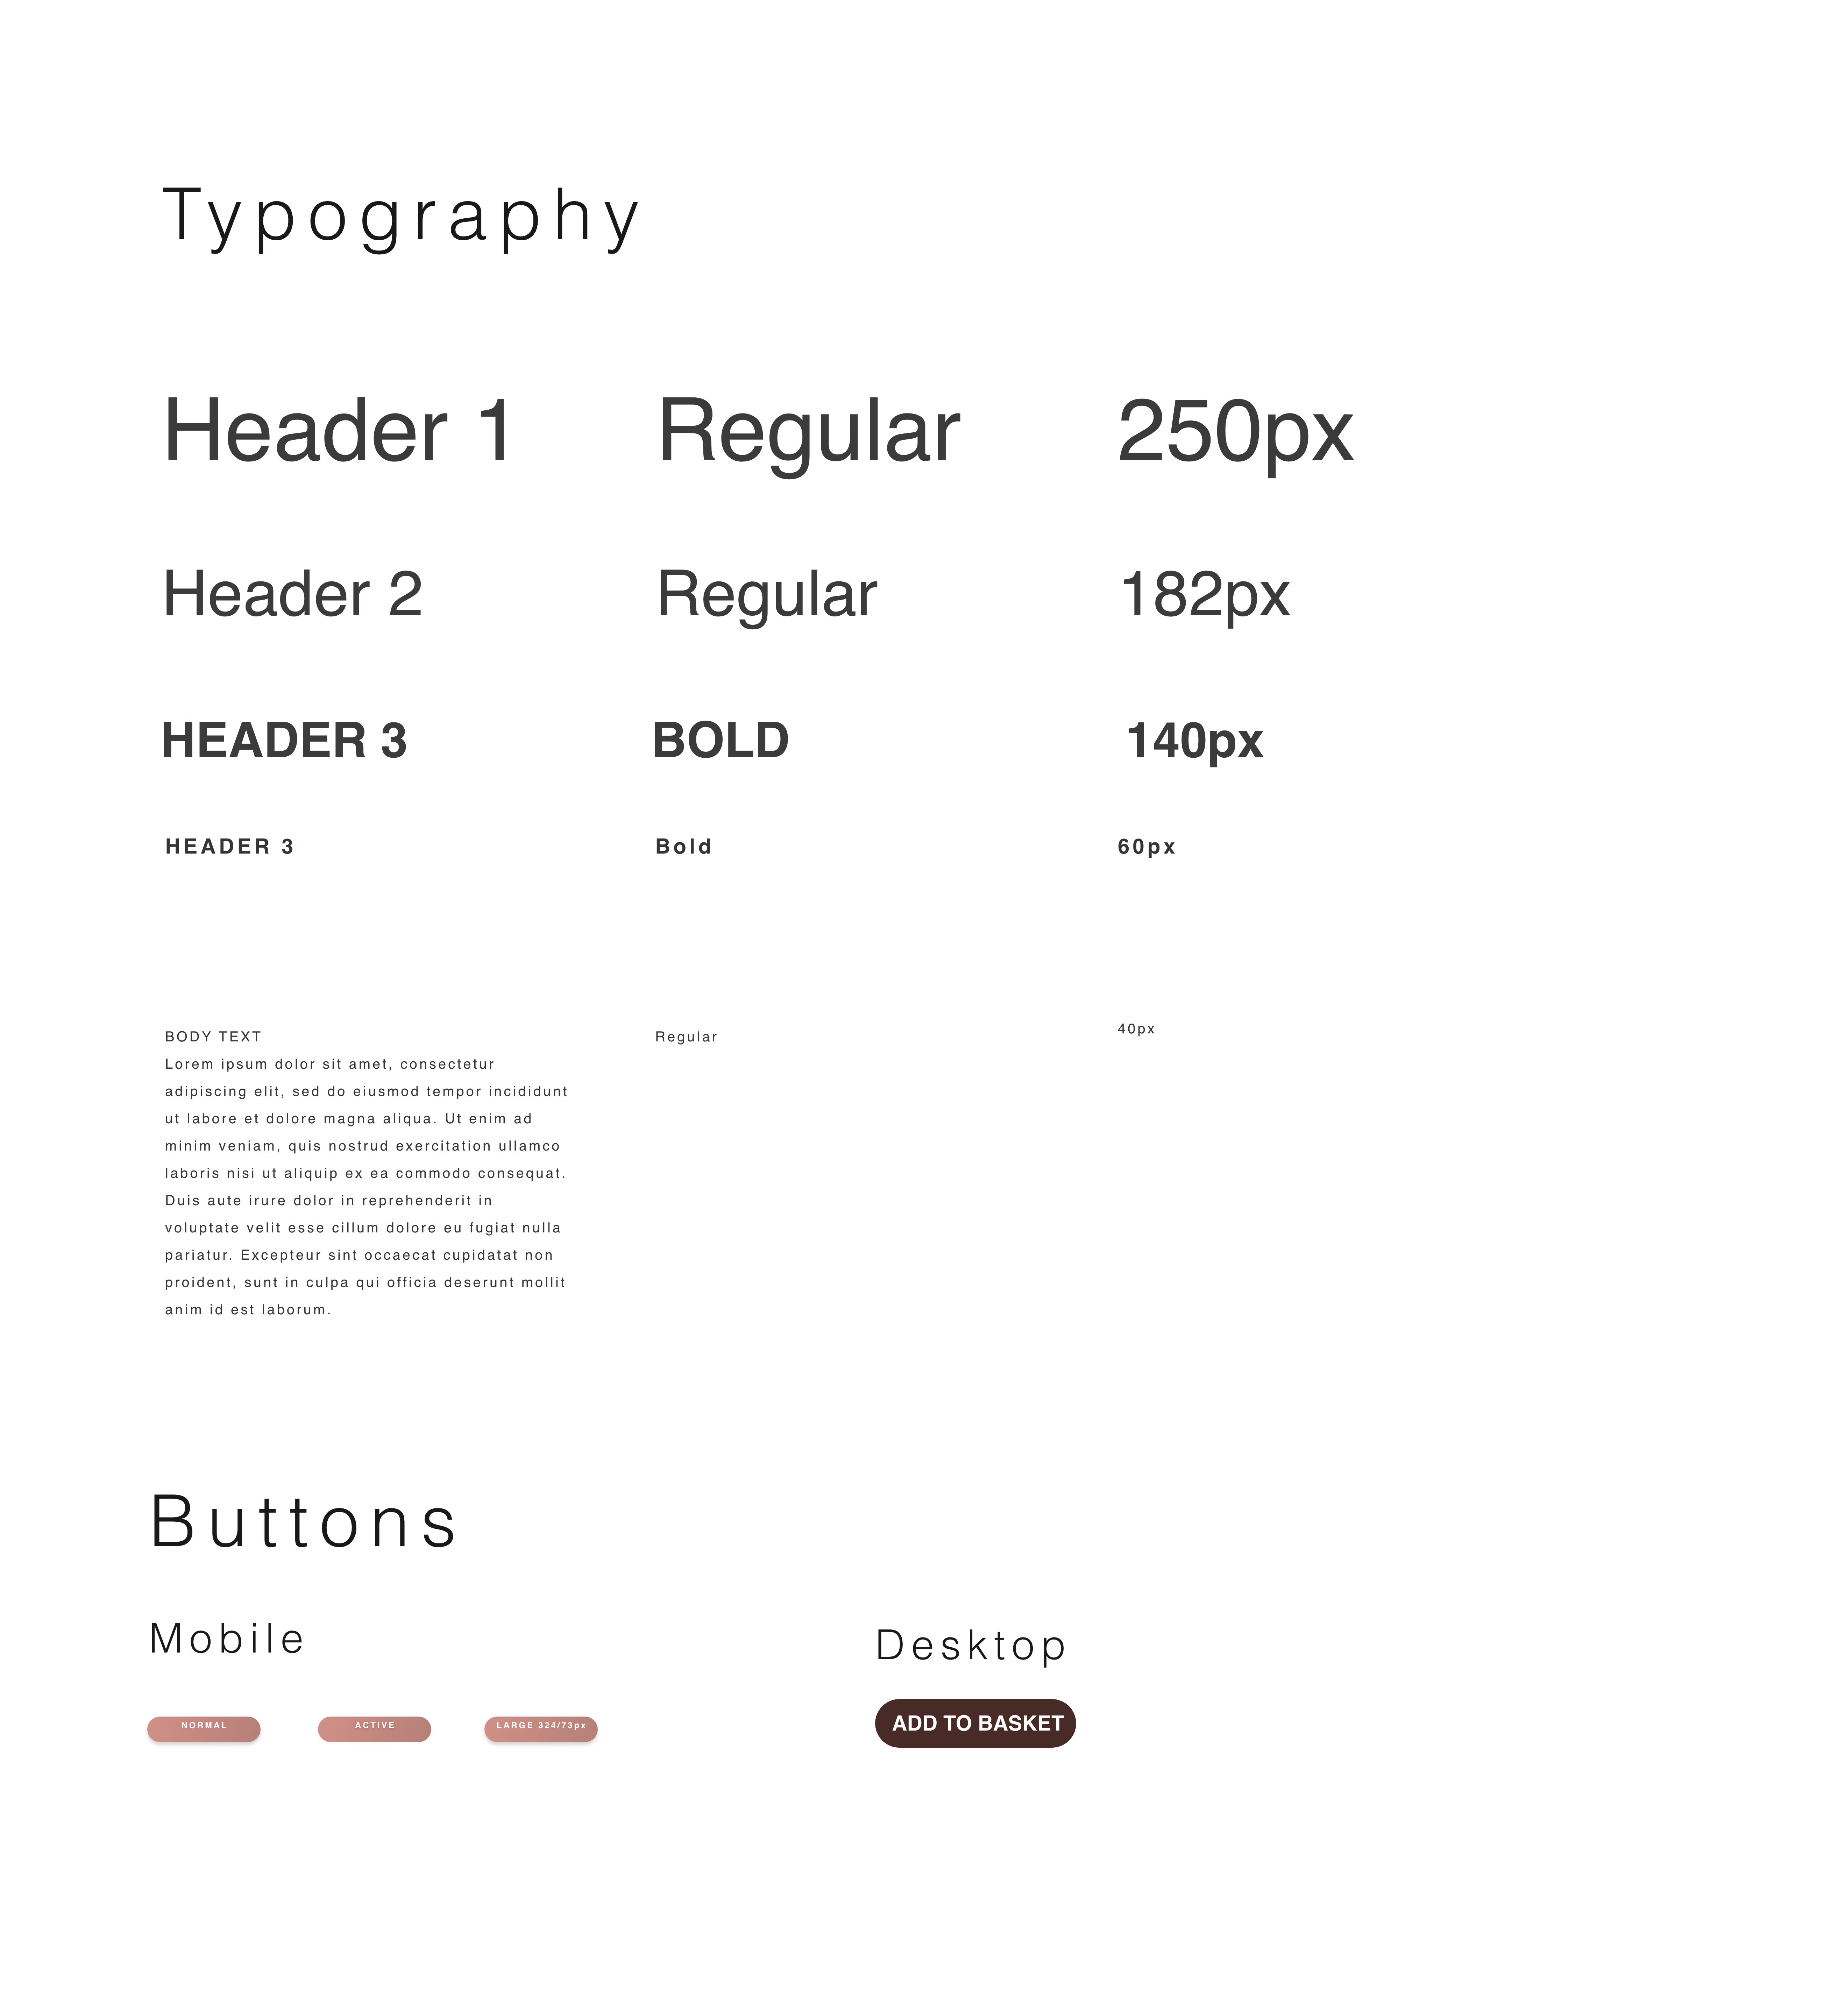 Typography
Header 1 Regular 250px
Header 2 Regular 182px
HEADER 3 BOLD 140px
HEADER 3 Bold 60px
BODY TEXT Regular 40px
Lorem ipsum dolor sit amet, consectetur
adipiscing elit, sed do eiusmod tempor incididunt
ut labore et dolore magna aliqua. Ut enim ad
minim veniam, quis nostrud exercitation ullamco
laboris nisi ut aliquip ex ea commodo consequat.
Duis aute irure dolor in reprehenderit in
voluptate velit esse cillum dolore eu fugiat nulla
pariatur. Excepteur sint occaecat cupidatat non
proident, sunt in culpa qui officia deserunt mollit
anim id est laborum.
Buttons
Mobile
NORMAL ACTIVE LARGE 324/73px
Desktop
ADD TO BASKET